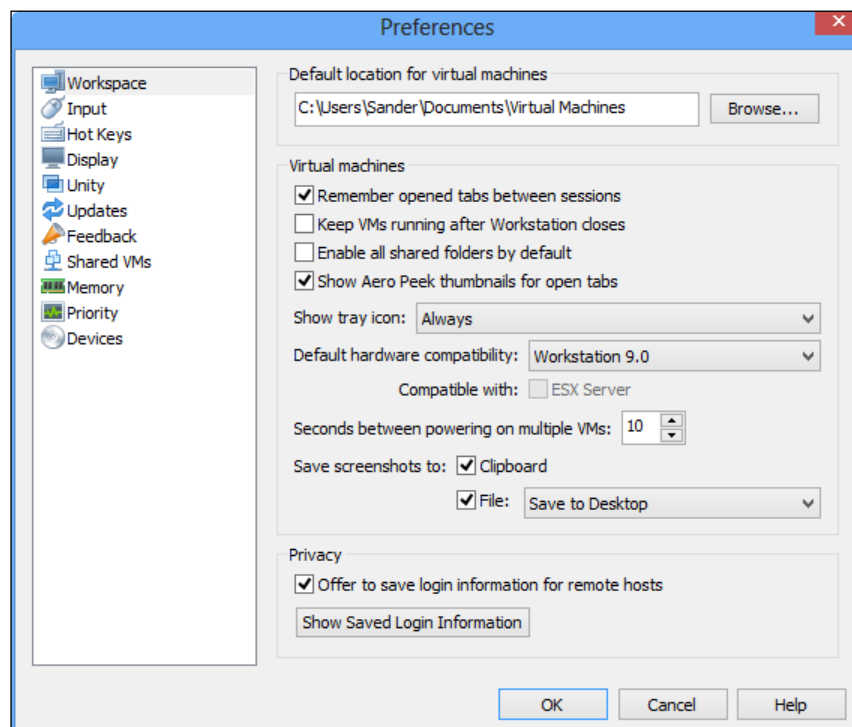 Preferences
Workspace
Input
Hot Keys
Display
Unity
Updates
Feedback
Shared VMs
Memory
Priority
Devices
Default location for virtual machines
C:\Users\Sander\Documents\Virtual Machines
Browse...
Virtual machines
Remember opened tabs between sessions
Keep VMs running after Workstation closes
Enable all shared folders by default
Show Aero Peek thumbnails for open tabs
Show tray icon: Always
Default hardware compatibility: Workstation 9.0
Compatible with: ESX Server
Seconds between powering on multiple VMs: 10
Save screenshots to: Clipboard
File: Save to Desktop
Privacy
Offer to save login information for remote hosts
Show Saved Login Information
OK Cancel Help